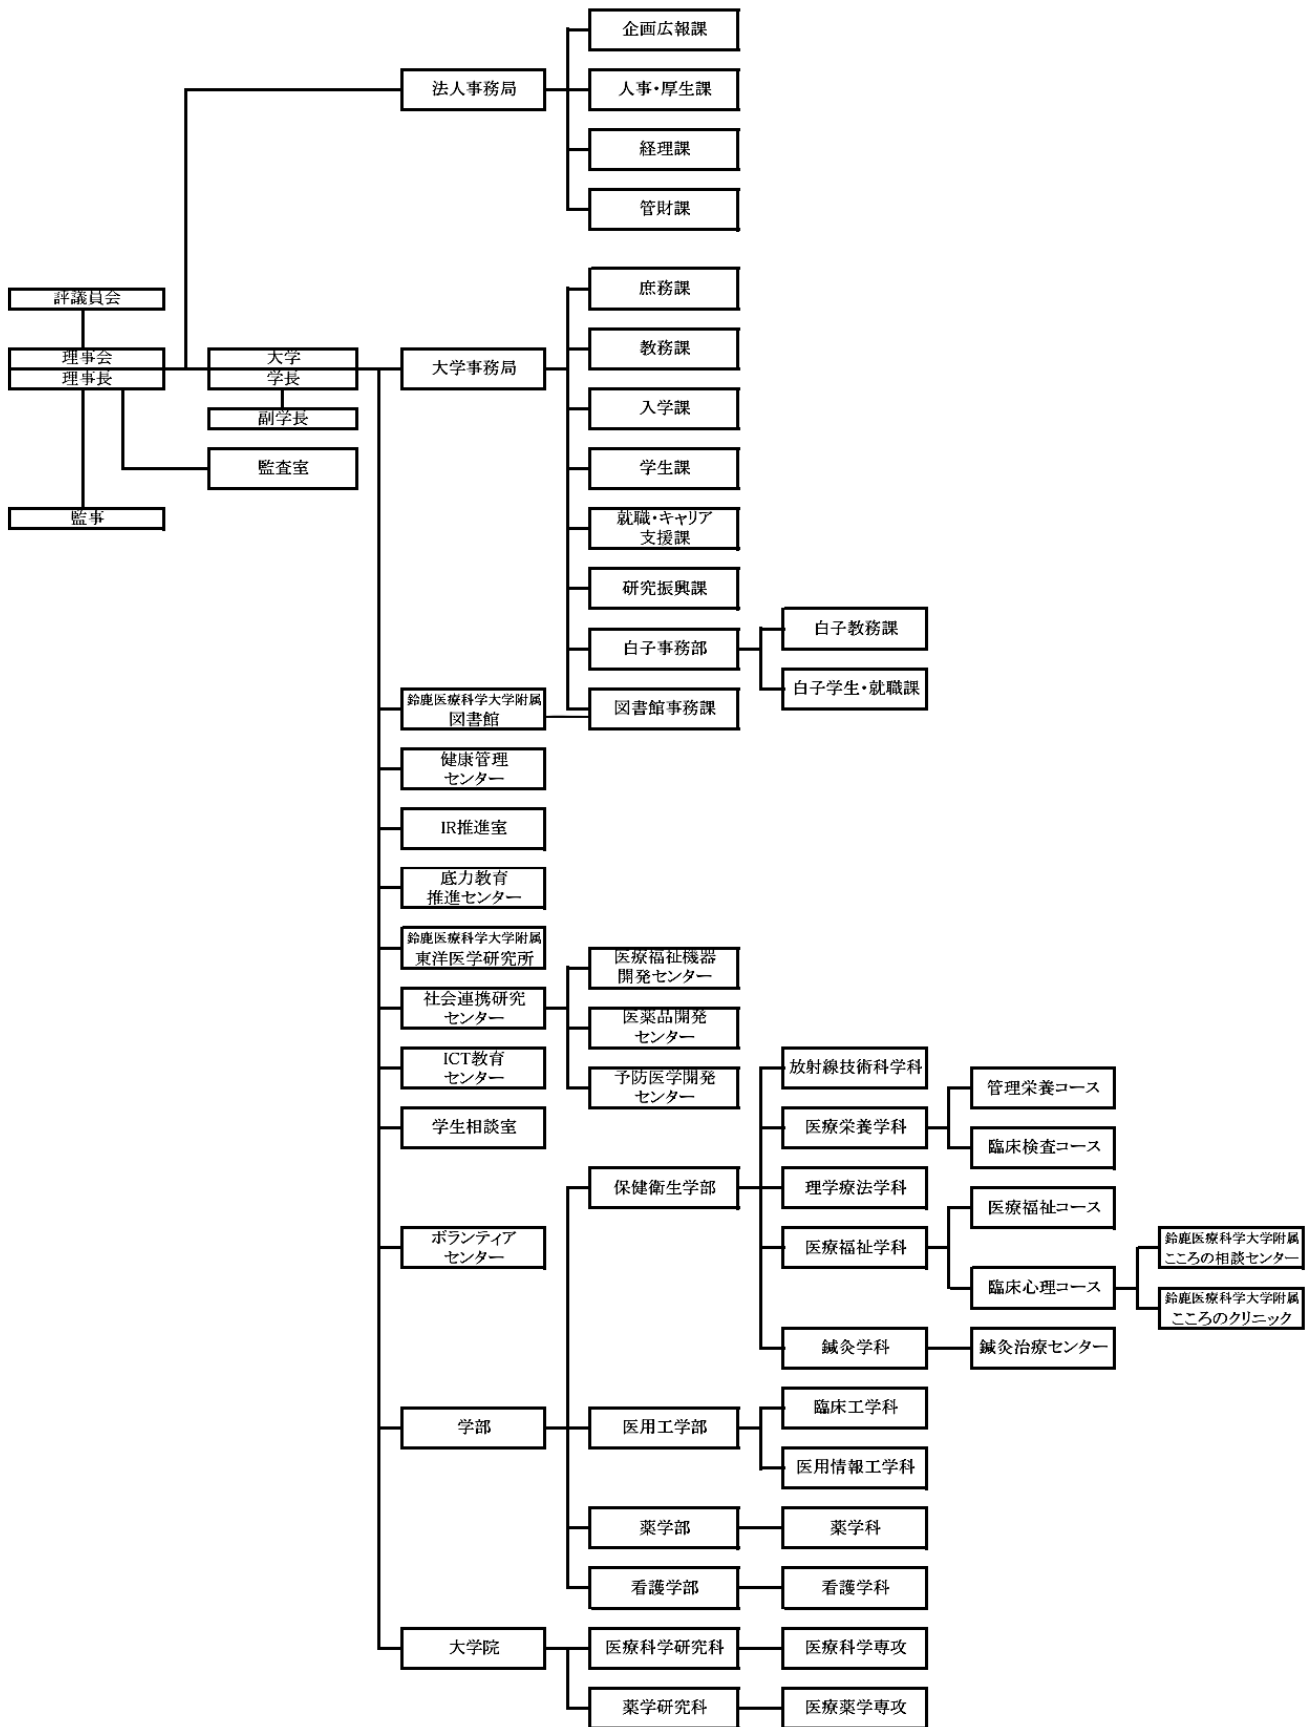 企画広報課
法人事務局
人事・厚生課
経理課
管財課
評議員会
理事会
理事長
大学
学長
副学長
監査室
監事
大学事務局
庶務課
教務課
入学課
学生課
就職・キャリア
支援課
研究振興課
白子事務部
白子教務課
白子学生・就職課
鈴鹿医療科学大学附属
図書館
図書館事務課
健康管理
センター
IR推進室
底力教育
推進センター
鈴鹿医療科学大学附属
東洋医学研究所
社会連携研究
センター
医療福祉機器
開発センター
医薬品開発
センター
予防医学開発
センター
ICT教育
センター
学生相談室
ボランティア
センター
学部
保健衛生学部
放射線技術科学科
医療栄養学科
管理栄養コース
臨床検査コース
理学療法学科
医療福祉学科
医療福祉コース
臨床心理コース
鈴鹿医療科学大学附属
こころの相談センター
鈴鹿医療科学大学附属
こころのクリニック
鍼灸学科
鍼灸治療センター
医用工学部
臨床工学科
医用情報工学科
薬学部
薬学科
看護学部
看護学科
大学院
医療科学研究科
医療科学専攻
薬学研究科
医療薬学専攻